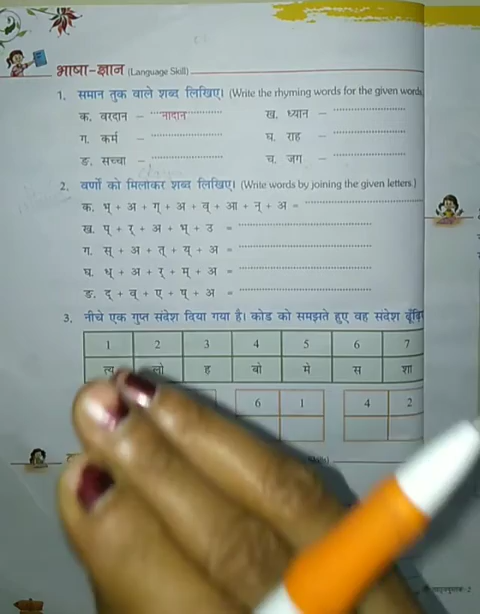 भाषा-ज्ञान (Language Skill)
1. समान तुक वाले शब्द लिखिए। (Write the rhyming words for the given words
क. वरदान – नादान ख. ध्यान –
ग. कर्म – घ. राह –
ङ. सच्चा – च. जग –
2. वर्णों को मिलाकर शब्द लिखिए। (Write words by joining the given letters.)
क. भ् + अ + ग् + अ + व् + आ + न् + अ =
ख. प् + र् + अ + भ् + उ =
ग. स् + अ + त् + य् + अ =
घ. ध् + अ + र् + म् + अ =
ङ. द् + व् + ए + ष् + अ =
3. नीचे एक गुप्त संदेश दिया गया है। कोड को समझते हुए वह संदेश
1 2 3 4 5 6 7
त्य लो ह बो मे स शा
6 1 4 2